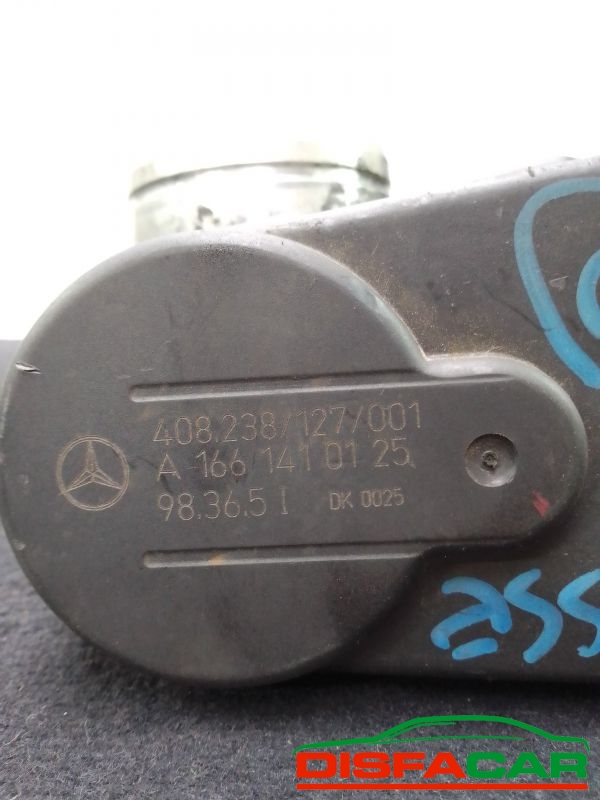 408.238/127/001
A 166 141 01 25
98.36.5 I DK 0025
DISFACAR